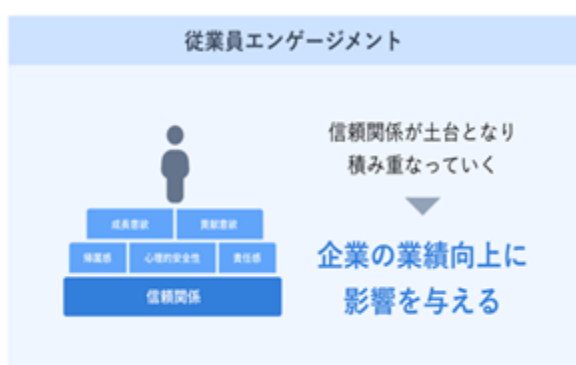 従業員エンゲージメント
信頼関係が土台となり
積み重なっていく
企業の業績向上に
影響を与える
成長意欲
貢献意欲
帰属感
心理的安全性
責任感
信頼関係